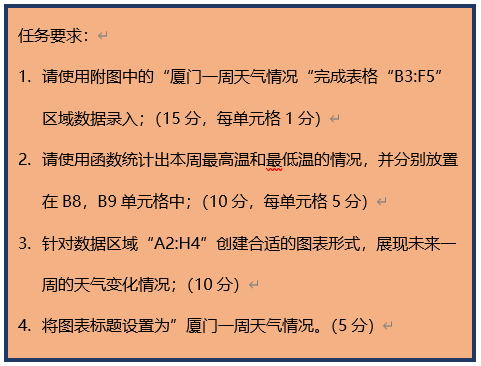 任务要求：
1. 请使用附图中的“厦门一周天气情况“完成表格“B3:F5”
区域数据录入；（15 分，每单元格 1 分）
2. 请使用函数统计出本周最高温和最低温的情况，并分别放置
在 B8，B9 单元格中；（10 分，每单元格 5 分）
3. 针对数据区域“A2:H4”创建合适的图表形式，展现未来一
周的天气变化情况；（10 分）
4. 将图表标题设置为”厦门一周天气情况。（5 分）